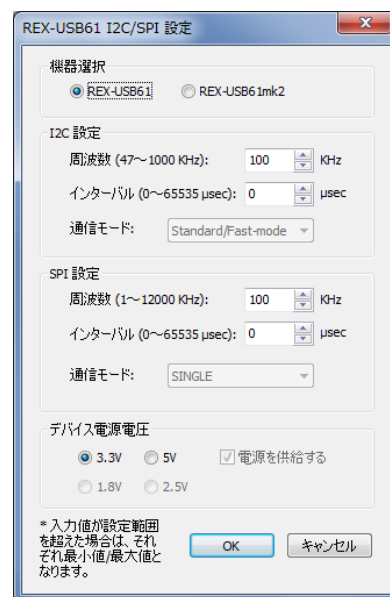 REX-USB61 I2C/SPI 設定
機器選択
REX-USB61 REX-USB61mk2
I2C 設定
周波数 (47～1000 KHz): 100 KHz
インターバル (0～65535 μsec): 0 μsec
通信モード: Standard/Fast-mode
SPI 設定
周波数 (1～12000 KHz): 100 KHz
インターバル (0～65535 μsec): 0 μsec
通信モード: SINGLE
デバイス電源電圧
3.3V 5V 電源を供給する
1.8V 2.5V
* 入力値が設定範囲
を超えた場合は、それ
ぞれ最小値/最大値と
なります。
OK キャンセル